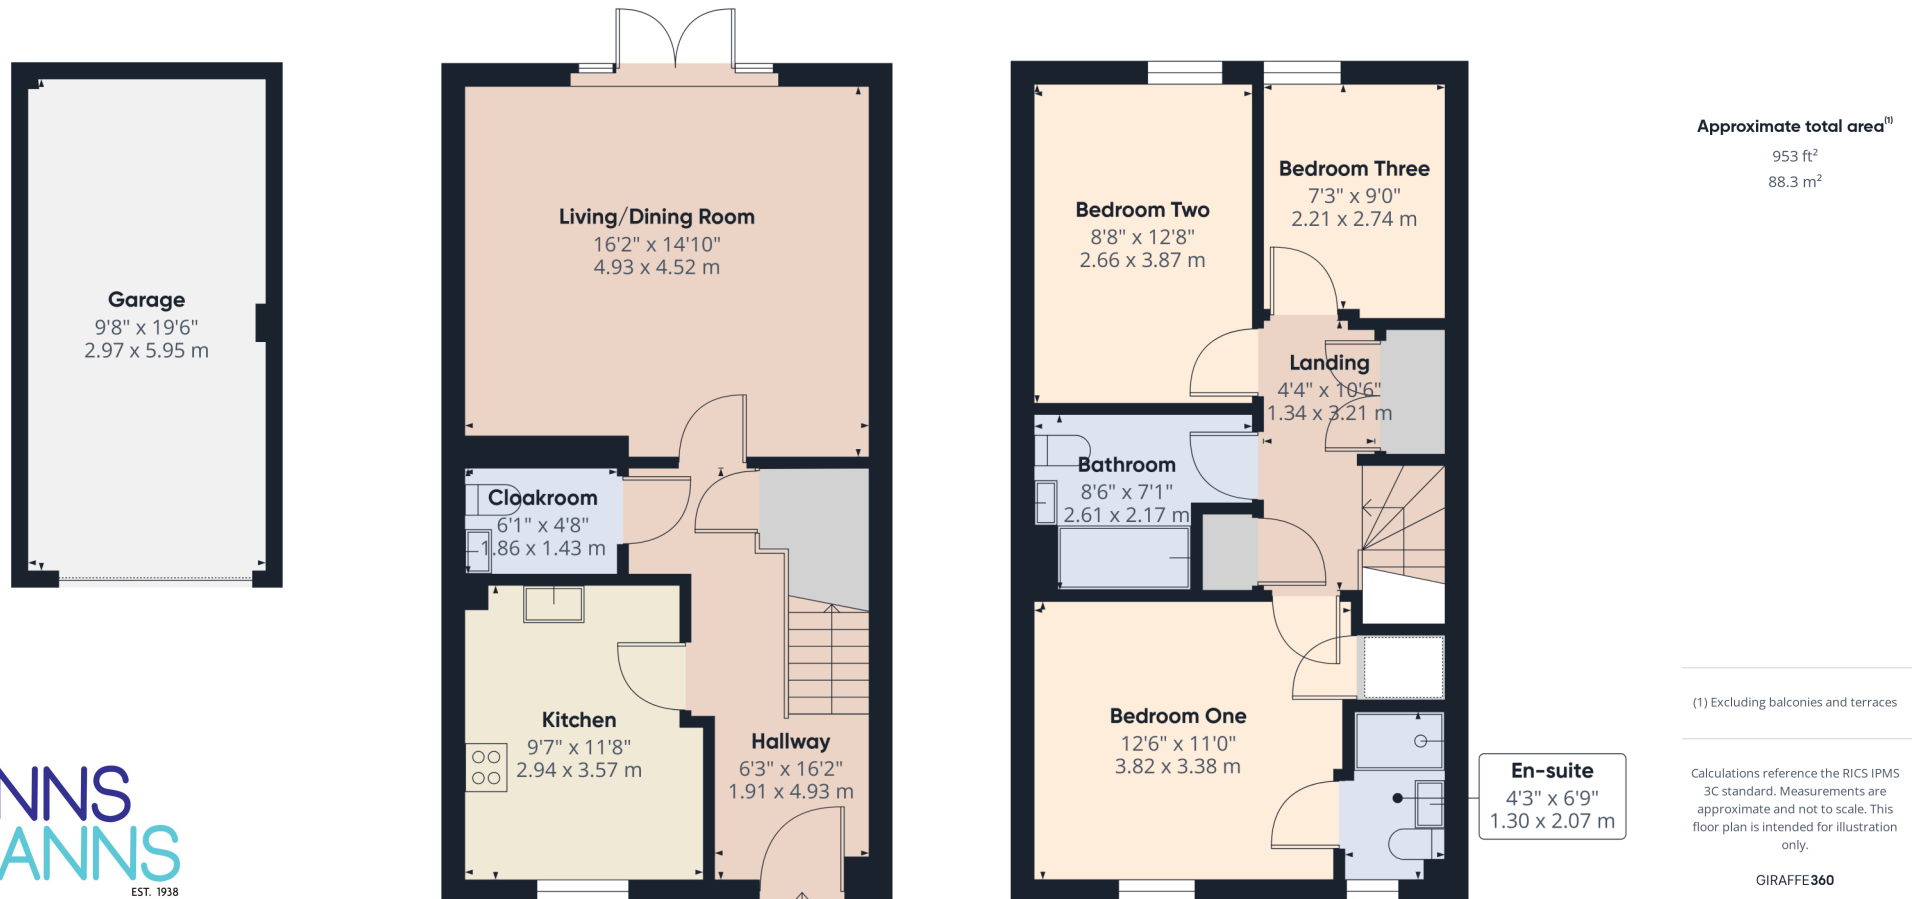 Garage
9'8" x 19'6"
2.97 x 5.95 m
NNS
ANNS
EST. 1938
Living/Dining Room
16'2" x 14'10"
4.93 x 4.52 m
Cloakroom
6'1" x 4'8"
1.86 x 1.43 m
Kitchen
9'7" x 11'8"
2.94 x 3.57 m
Hallway
6'3" x 16'2"
1.91 x 4.93 m
Bedroom Two
8'8" x 12'8"
2.66 x 3.87 m
Bedroom Three
7'3" x 9'0"
2.21 x 2.74 m
Landing
4'4" x 10'6"
1.34 x 3.21 m
Bathroom
8'6" x 7'1"
2.61 x 2.17 m
Bedroom One
12'6" x 11'0"
3.82 x 3.38 m
En-suite
4'3" x 6'9"
1.30 x 2.07 m
Approximate total area(1)
953 ft²
88.3 m²
(1) Excluding balconies and terraces
Calculations reference the RICS IPMS
3C standard. Measurements are
approximate and not to scale. This
floor plan is intended for illustration
only.
GIRAFFE360